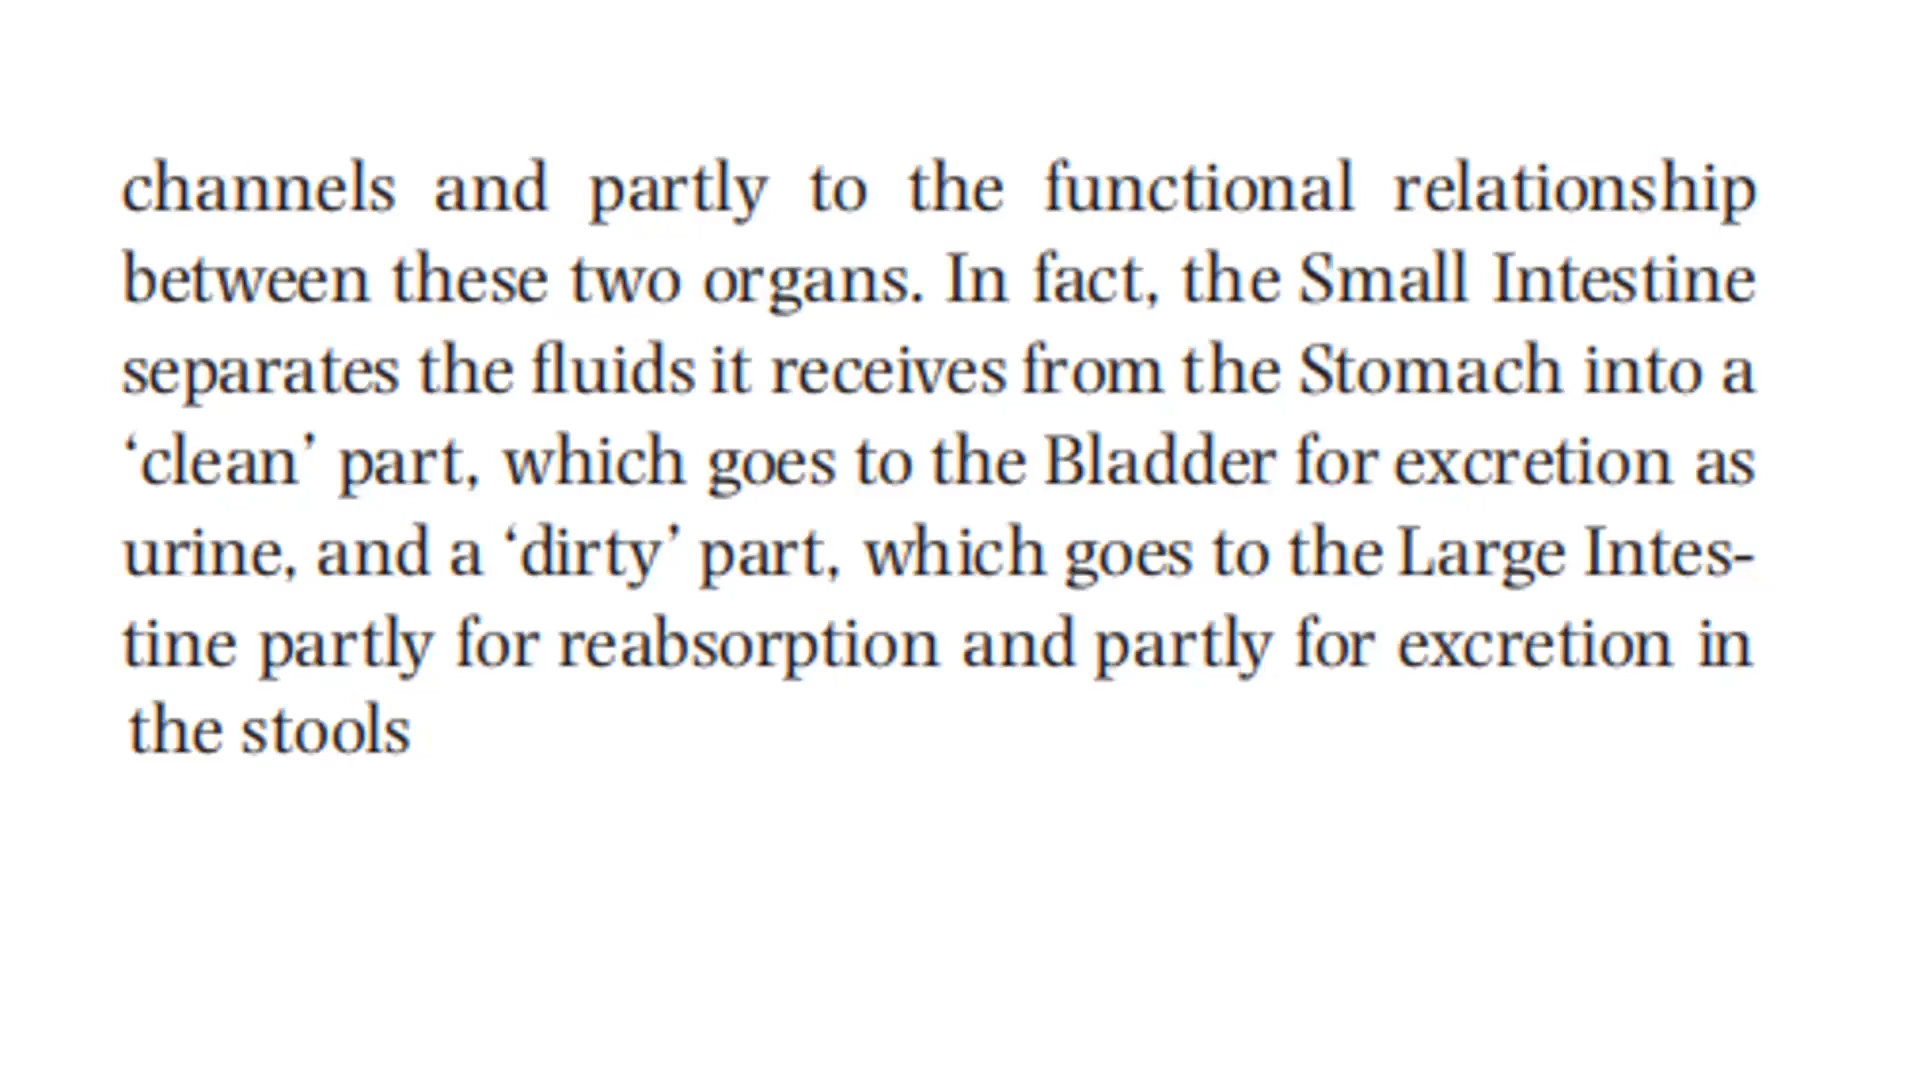 channels and partly to the functional relationship
between these two organs. In fact, the Small Intestine
separates the fluids it receives from the Stomach into a
‘clean’ part, which goes to the Bladder for excretion as
urine, and a ‘dirty’ part, which goes to the Large Intes-
tine partly for reabsorption and partly for excretion in
the stools